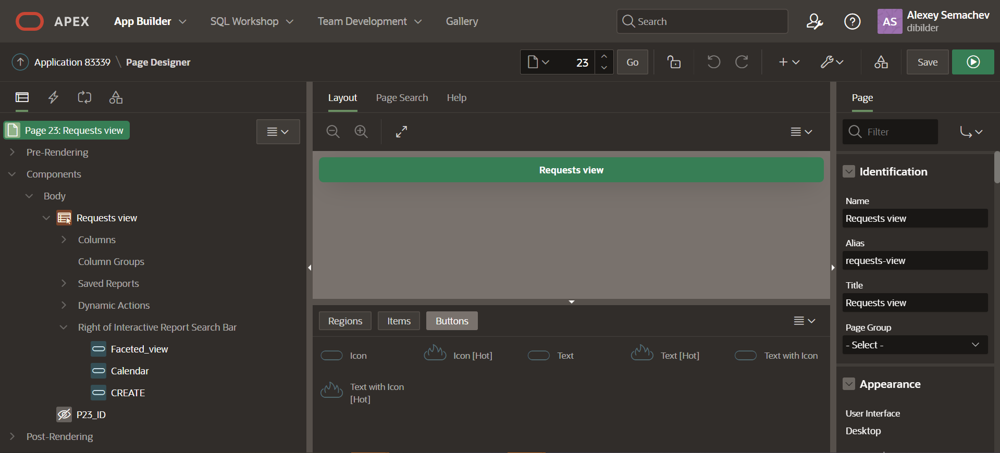 APEX
App Builder
SQL Workshop
Team Development
Gallery
Search
AS
Alexey Semachev
dibilder
Application 83339 \ Page Designer
23
Go
Save
Page 23: Requests view
Pre-Rendering
Components
Body
Requests view
Columns
Column Groups
Saved Reports
Dynamic Actions
Right of Interactive Report Search Bar
Faceted_view
Calendar
CREATE
P23_ID
Post-Rendering
Layout
Page Search
Help
Requests view
Regions
Items
Buttons
Icon
Icon [Hot]
Text
Text [Hot]
Text with Icon
Text with Icon
[Hot]
Page
Filter
Identification
Name
Requests view
Alias
requests-view
Title
Requests view
Page Group
- Select -
Appearance
User Interface
Desktop